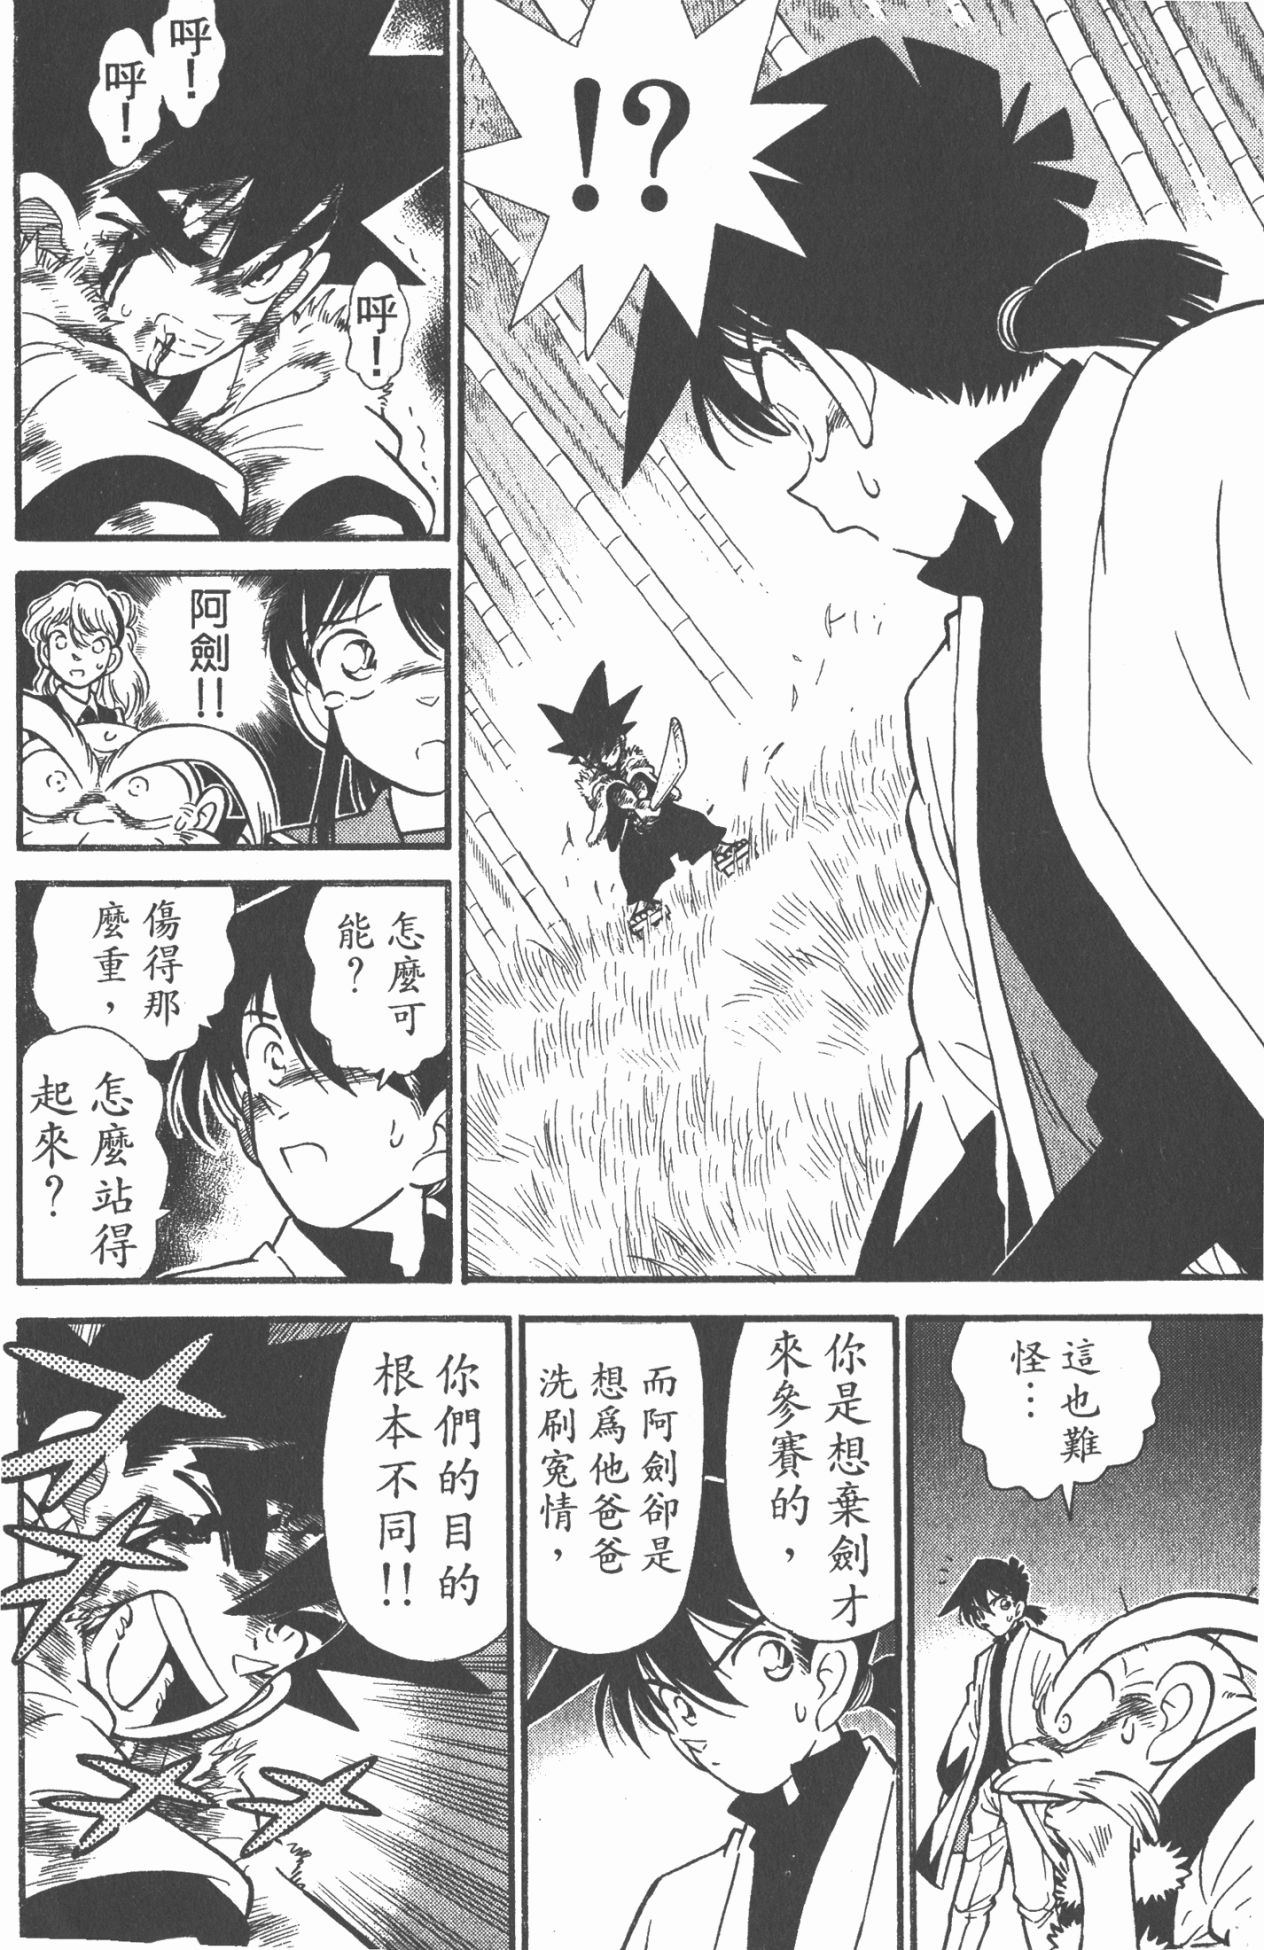 !?
呼！
呼！
呼！
阿劍!!
怎麼可
能？
傷得那
麼重，
怎麼站得
起來？
這也難
怪…
你是想棄劍才
來參賽的，
而阿劍卻是
想爲他爸爸
洗刷冤情，
你們的目的
根本不同!!